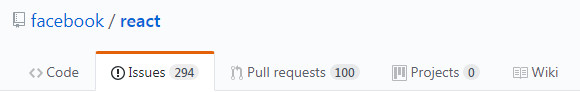 facebook / react
Code Issues 294 Pull requests 100 Projects 0 Wiki